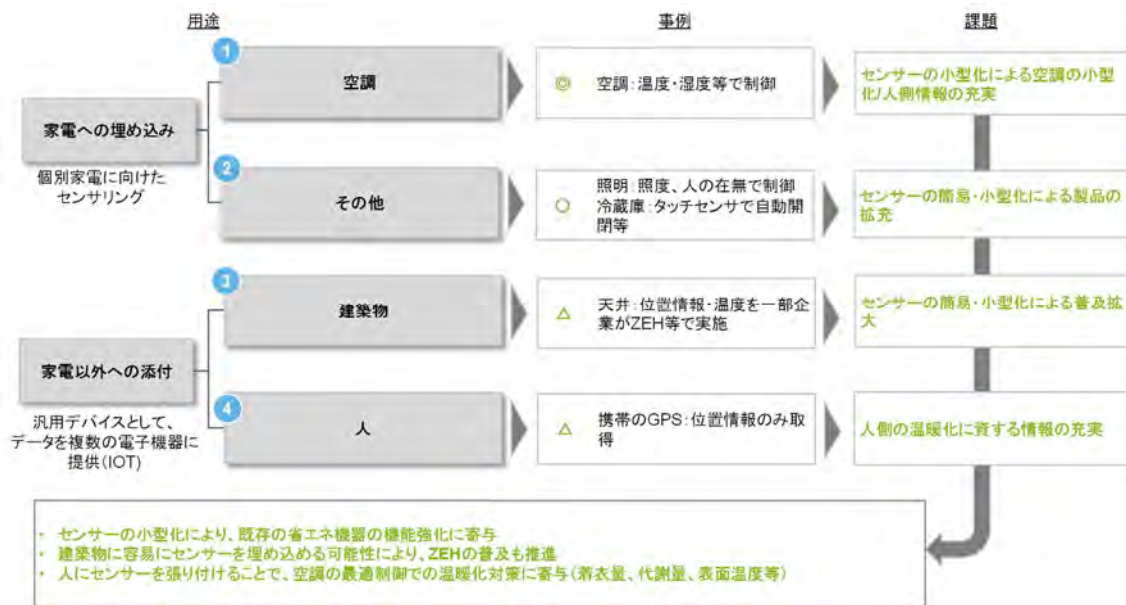 用途
事例
課題
1
空調
◎
空調：温度・湿度等で制御
センサーの小型化による空調の小型
化/人側情報の充実
家電への埋め込み
個別家電に向けた
センサリング
2
その他
○
照明：照度、人の在無で制御
冷蔵庫：タッチセンサで自動開
閉等
センサーの簡易・小型化による製品の
拡充
3
建築物
△
天井：位置情報・温度を一部企
業がZEH等で実施
センサーの簡易・小型化による普及拡
大
家電以外への添付
汎用デバイスとして、
データを複数の電子機器に
提供（IOT）
4
人
△
携帯のGPS：位置情報のみ取
得
人側の温暖化に資する情報の充実
・ センサーの小型化により、既存の省エネ機器の機能強化に寄与
・ 建築物に容易にセンサーを埋め込める可能性により、ZEHの普及も推進
・ 人にセンサーを張り付けることで、空調の最適制御での温暖化対策に寄与（着衣量、代謝量、表面温度等）